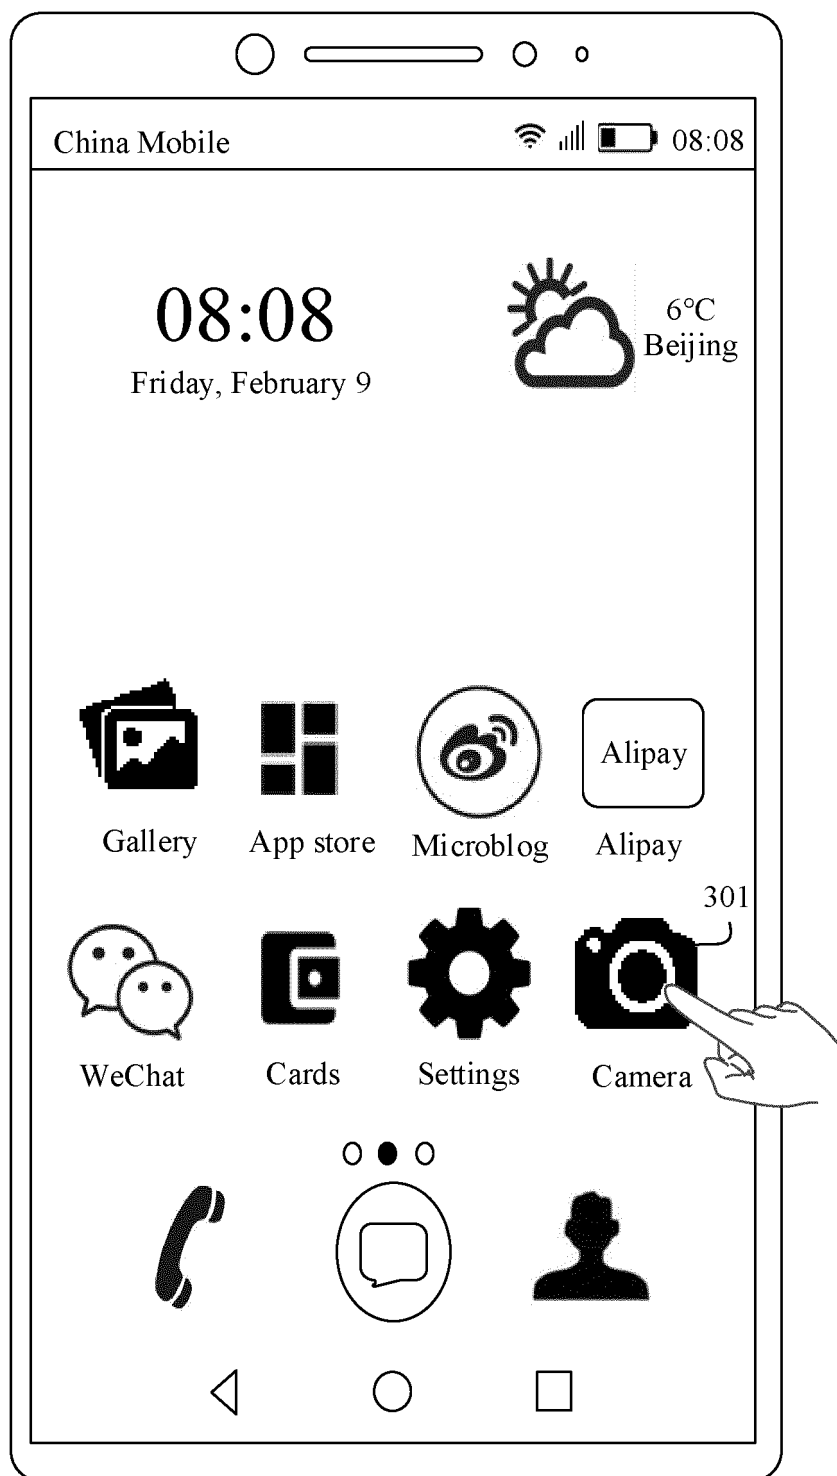 China Mobile 08:08
08:08
Friday, February 9
6°C
Beijing
Alipay
Gallery App store Microblog Alipay
301
WeChat Cards Settings Camera